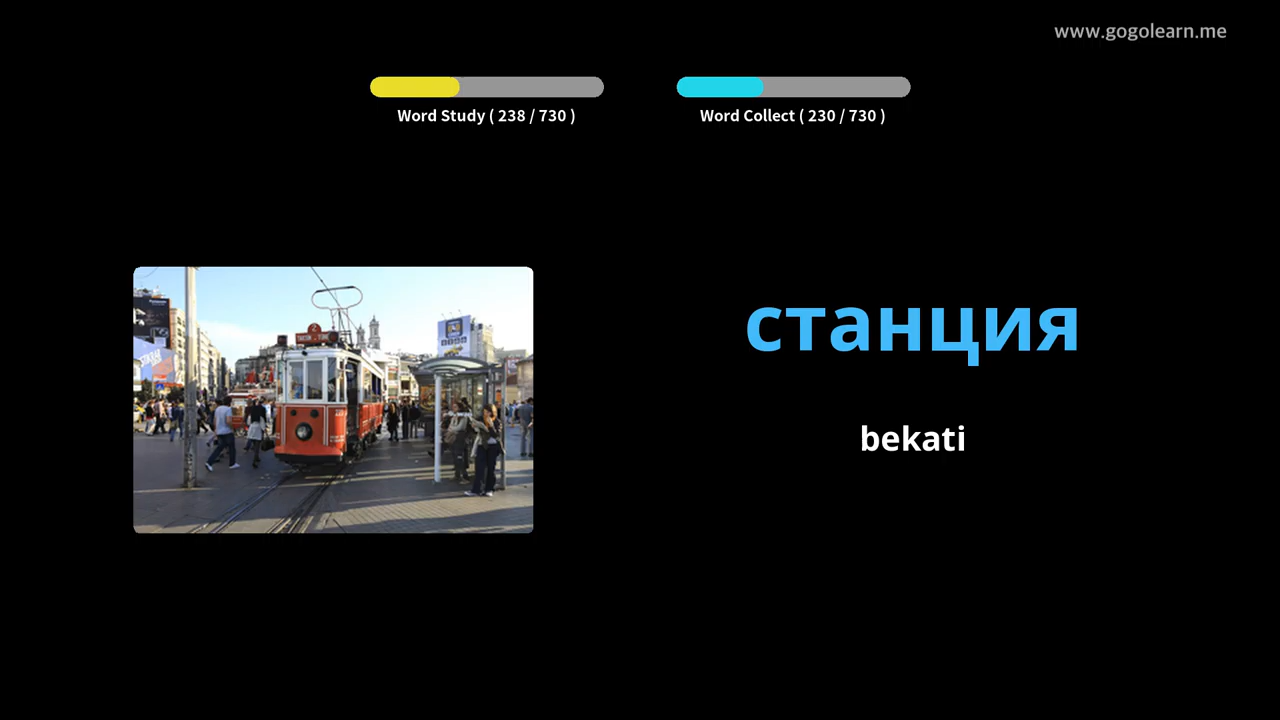 www.gogolearn.me
Word Study ( 238 / 730 )
Word Collect ( 230 / 730 )
станция
bekati